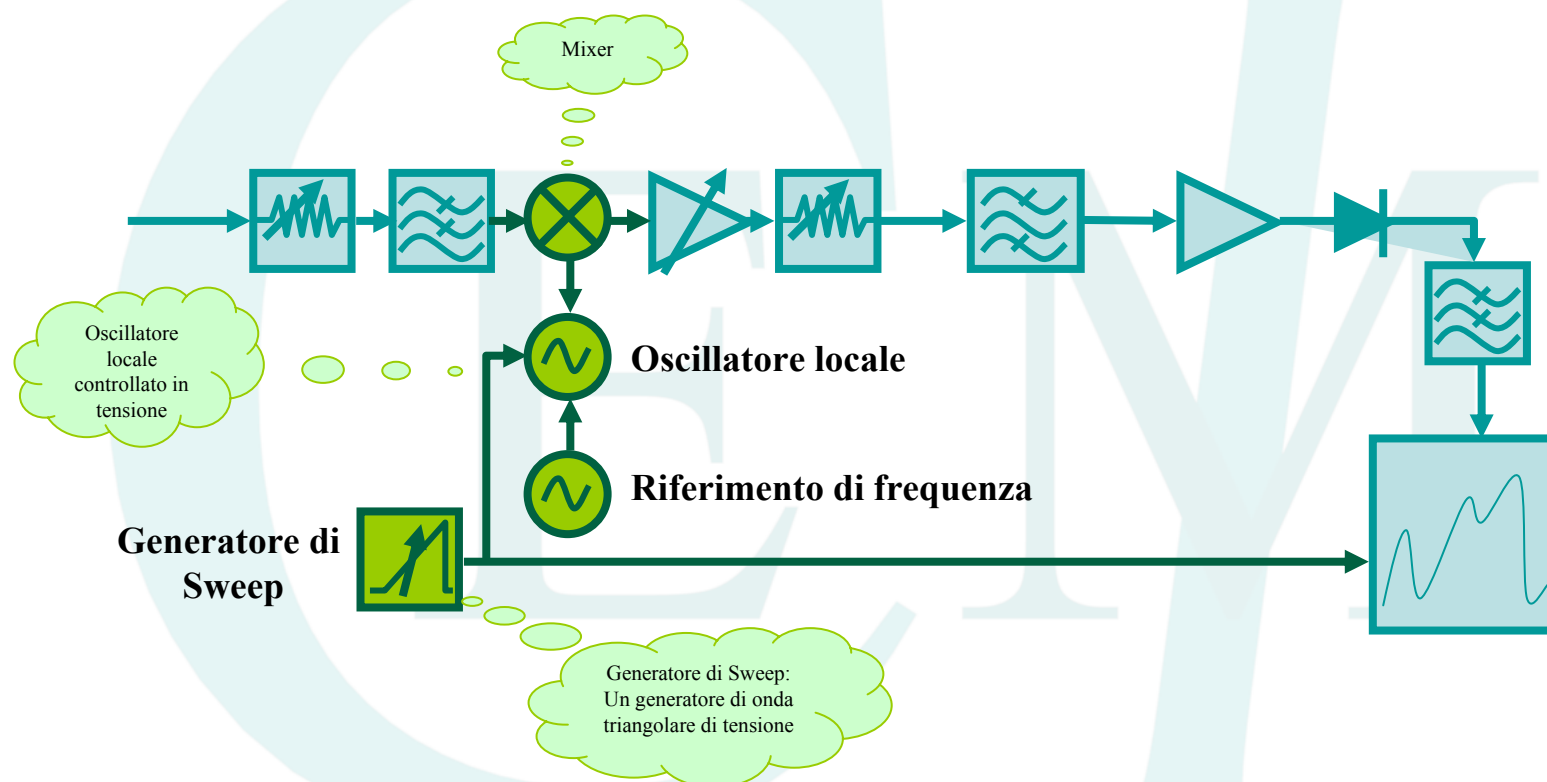 Mixer
Oscillatore
locale
controllato in
tensione
Oscillatore locale
Riferimento di frequenza
Generatore di
Sweep
Generatore di Sweep:
Un generatore di onda
triangolare di tensione
CEM